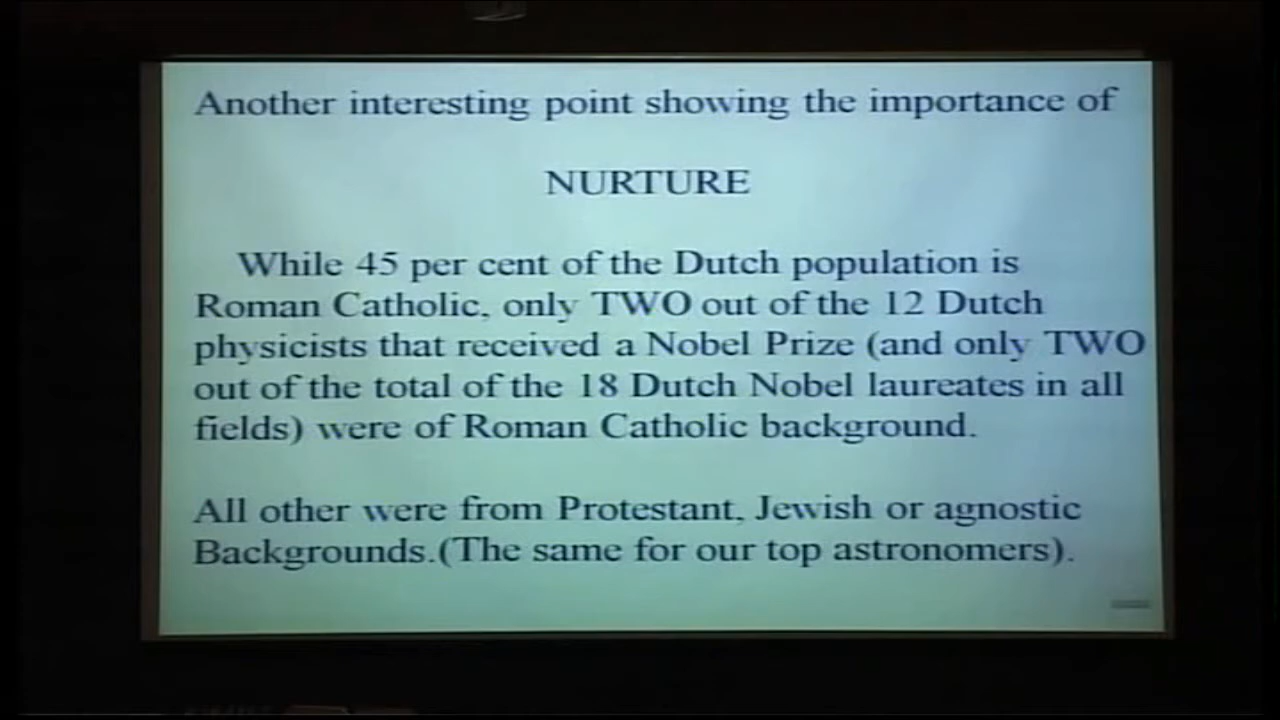 Another interesting point showing the importance of
NURTURE
While 45 per cent of the Dutch population is
Roman Catholic, only TWO out of the 12 Dutch
physicists that received a Nobel Prize (and only TWO
out of the total of the 18 Dutch Nobel laureates in all
fields) were of Roman Catholic background.
All other were from Protestant, Jewish or agnostic
Backgrounds.(The same for our top astronomers).